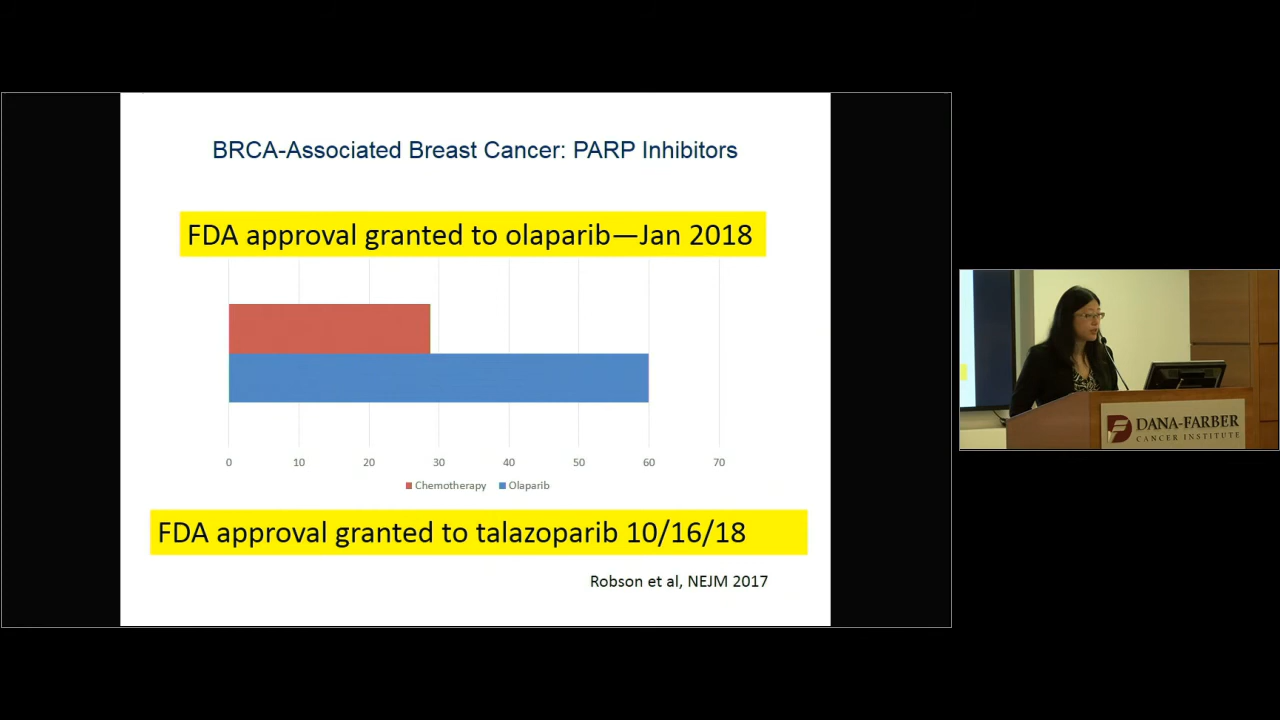 BRCA-Associated Breast Cancer: PARP Inhibitors
FDA approval granted to olaparib—Jan 2018
0 10 20 30 40 50 60 70
Chemotherapy Olaparib
FDA approval granted to talazoparib 10/16/18
Robson et al, NEJM 2017
DANA-FARBER
CANCER INSTITUTE